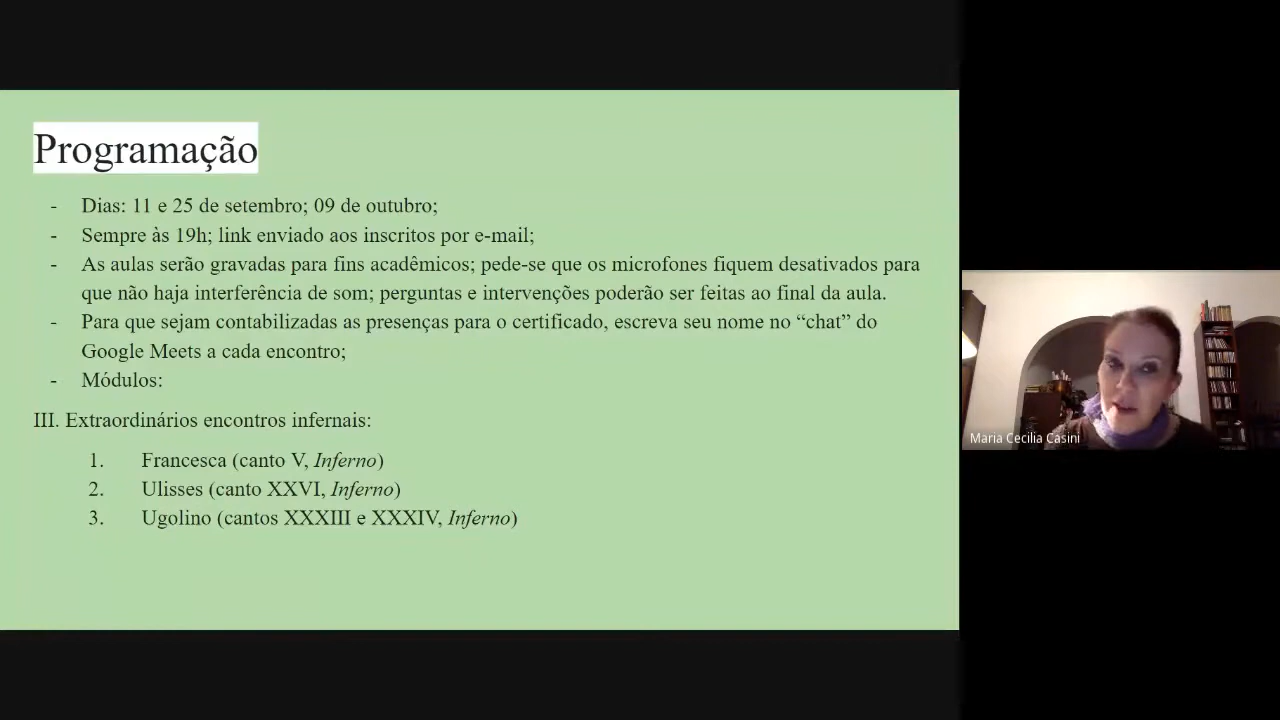 Programação
- Dias: 11 e 25 de setembro; 09 de outubro;
- Sempre às 19h; link enviado aos inscritos por e-mail;
- As aulas serão gravadas para fins acadêmicos; pede-se que os microfones fiquem desativados para
que não haja interferência de som; perguntas e intervenções poderão ser feitas ao final da aula.
- Para que sejam contabilizadas as presenças para o certificado, escreva seu nome no “chat” do
Google Meets a cada encontro;
- Módulos:
III. Extraordinários encontros infernais:
1. Francesca (canto V, Inferno)
2. Ulisses (canto XXVI, Inferno)
3. Ugolino (cantos XXXIII e XXXIV, Inferno)
Maria Cecilia Casini